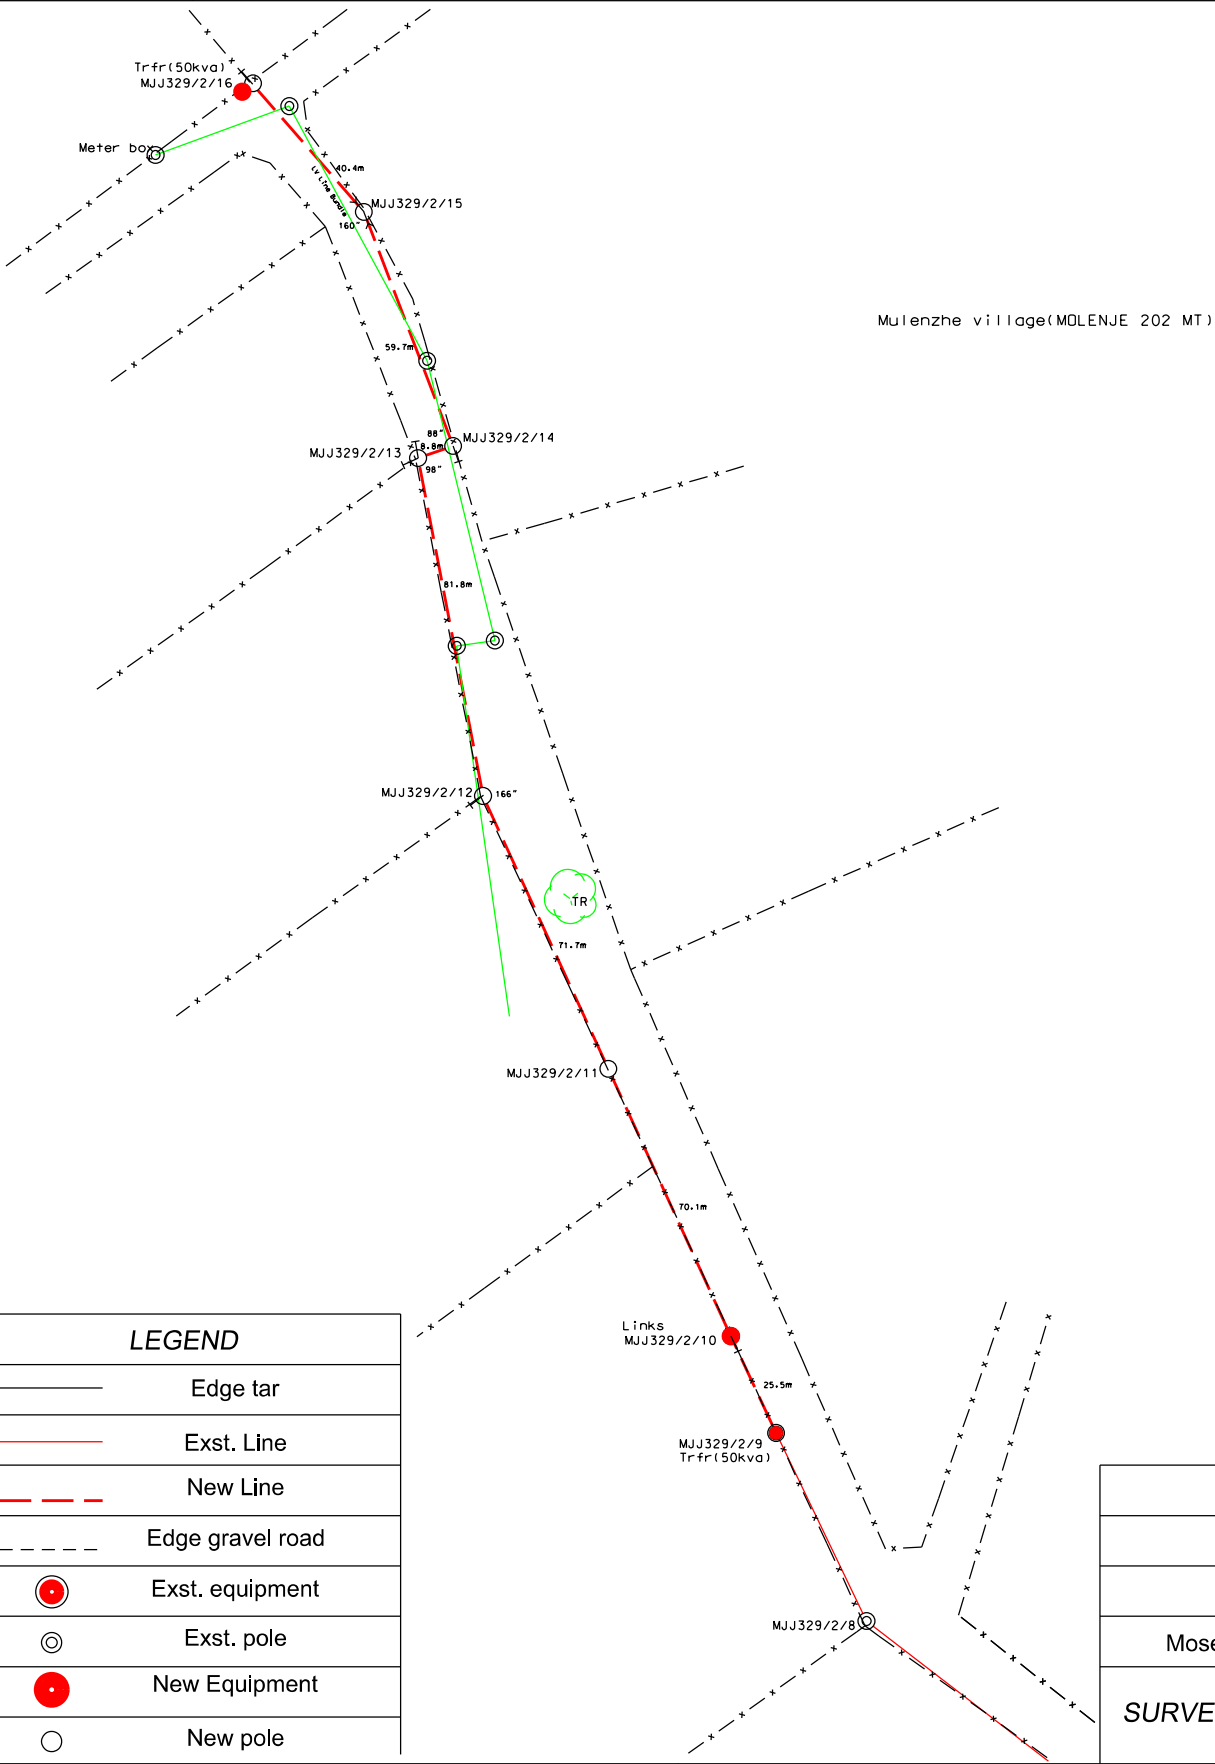 Trfr(50kva)
MJJ329/2/16
Meter box
40.4m
LV Line Bundle
MJJ329/2/15
160"
Mulenzhe village(MOLENJE 202 MT)
59.7m
88"
MJJ329/2/14
8.8m
MJJ329/2/13
98"
81.8m
MJJ329/2/12
166"
TR
71.7m
MJJ329/2/11
70.1m
Links
MJJ329/2/10
25.5m
MJJ329/2/9
Trfr(50kva)
MJJ329/2/8
LEGEND
Edge tar
Exst. Line
New Line
Edge gravel road
Exst. equipment
Exst. pole
New Equipment
New pole
Mose
SURVE